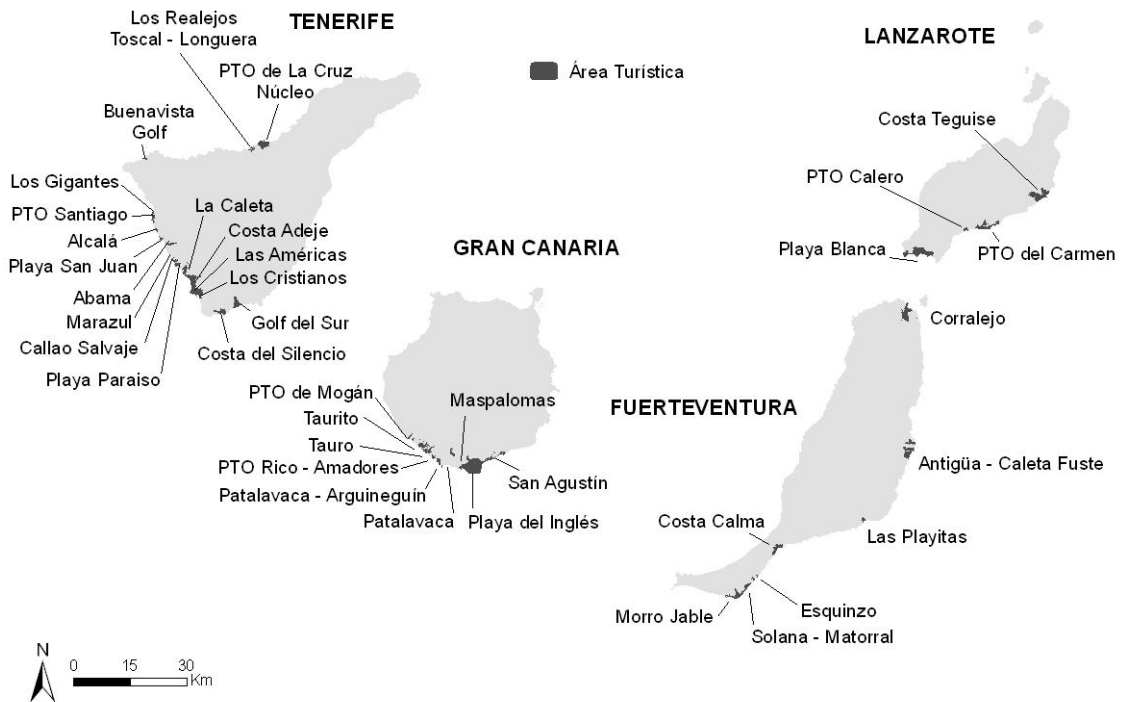 TENERIFE
Los Realejos
Toscal - Longuera
PTO de La Cruz
Núcleo
Buenavista
Golf
Los Gigantes
PTO Santiago
Alcalá
Playa San Juan
Abama
Marazul
Callao Salvaje
Playa Paraiso
La Caleta
Costa Adeje
Las Américas
Los Cristianos
Golf del Sur
Costa del Silencio
Área Turística
LANZAROTE
Costa Teguise
PTO Calero
Playa Blanca
PTO del Carmen
GRAN CANARIA
PTO de Mogán
Taurito
Tauro
PTO Rico - Amadores
Patalavaca - Arguineguín
Patalavaca
Maspalomas
San Agustín
Playa del Inglés
FUERTEVENTURA
Corralejo
Antigüa - Caleta Fuste
Las Playitas
Costa Calma
Esquinzo
Morro Jable
Solana - Matorral
N
0 15 30
Km